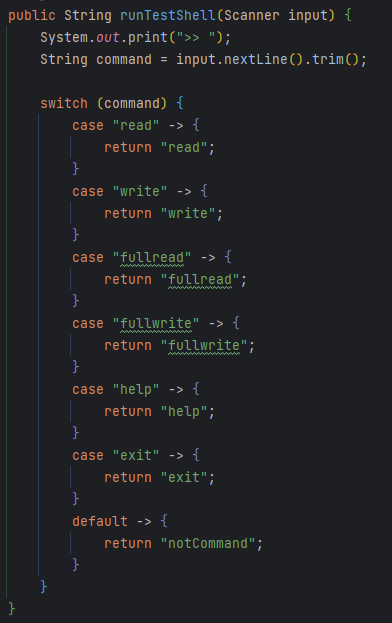 public String runTestShell(Scanner input) {
    System.out.print(">> ");
    String command = input.nextLine().trim();

    switch (command) {
        case "read" -> {
            return "read";
        }
        case "write" -> {
            return "write";
        }
        case "fullread" -> {
            return "fullread";
        }
        case "fullwrite" -> {
            return "fullwrite";
        }
        case "help" -> {
            return "help";
        }
        case "exit" -> {
            return "exit";
        }
        default -> {
            return "notCommand";
        }
    }
}